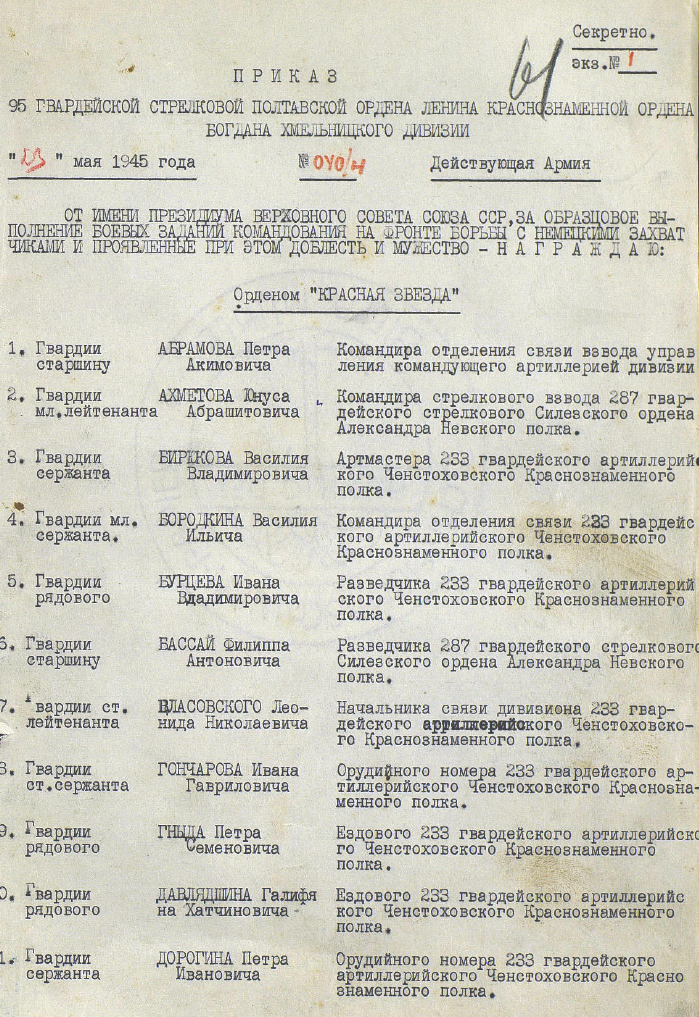 Секретно.
экз.№ 1
П Р И К А З
95 ГВАРДЕЙСКОЙ СТРЕЛКОВОЙ ПОЛТАВСКОЙ ОРДЕНА ЛЕНИНА КРАСНОЗНАМЕННОЙ ОРДЕНА
БОГДАНА ХМЕЛЬНИЦКОГО ДИВИЗИИ
" " мая 1945 года №040/н Действующая Армия
ОТ ИМЕНИ ПРЕЗИДИУМА ВЕРХОВНОГО СОВЕТА СОЮЗА ССР,ЗА ОБРАЗЦОВОЕ ВЫ-
ПОЛНЕНИЕ БОЕВЫХ ЗАДАНИЙ КОМАНДОВАНИЯ НА ФРОНТЕ БОРЬБЫ С НЕМЕЦКИМИ ЗАХВАТ
ЧИКАМИ И ПРОЯВЛЕННЫЕ ПРИ ЭТОМ ДОБЛЕСТЬ И МУЖЕСТВО – Н А Г Р А Ж Д А Ю:
Орденом "КРАСНАЯ ЗВЕЗДА"
1. Гвардии АБРАМОВА Петра Командира отделения связи взвода управ
старшину Акимовича ления командующего артиллерией дивизии
2. Гвардии АХМЕТОВА Юнуса Командира стрелкового взвода 287 гвар-
мл.лейтенанта Абрашитовича дейского стрелкового Силезского ордена
Александра Невского полка.
3. Гвардии БИРЮКОВА Василия Артмастера 233 гвардейского артиллерий
сержанта Владимировича кого Ченстоховского Краснознаменного
полка.
4. Гвардии мл. БОРОДКИНА Василия Командира отделения связи 233 гвардейс
сержанта. Ильича кого артиллерийского Ченстоховского
Краснознаменного полка.
5. Гвардии БУРЦЕВА Ивана Разведчика 233 гвардейского артиллерий
рядового Владимировича ского Ченстоховского Краснознаменного
полка.
6. Гвардии БАССАЙ Филиппа Разведчика 287 гвардейского стрелкового
старшину Антоновича Силезского ордена Александра Невского
полка.
7. Гвардии ст. ВЛАСОВСКОГО Лео- Начальника связи дивизиона 233 гвар-
лейтенанта нида Николаевича дейского артиллерийского Ченстоховско-
го Краснознаменного полка.
8. Гвардии ГОНЧАРОВА Ивана Орудийного номера 233 гвардейского ар-
ст.сержанта Гавриловича тиллерийского Ченстоховского Краснозна-
менного полка.
9. Гвардии ГНЫДА Петра Ездового 233 гвардейского артиллерийско
рядового Семеновича го Ченстоховского Краснознаменного
полка.
0. Гвардии ДАВЛЯДШИНА Галифя Ездового 233 гвардейского артиллерийс
рядового на Хатчиновича кого Ченстоховского Краснознаменного
полка.
1. Гвардии ДОРОГИНА Петра Орудийного номера 233 гвардейского
сержанта Ивановича артиллерийского Ченстоховского Красно
знаменного полка.